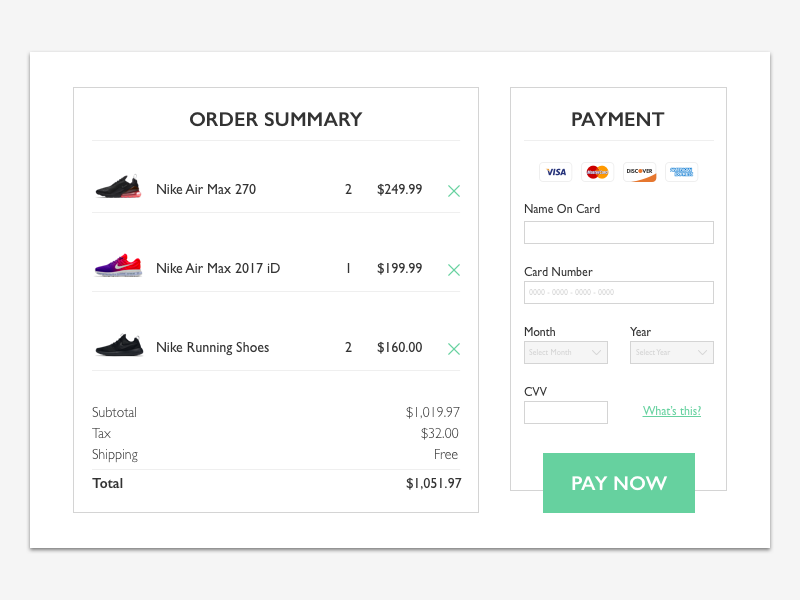 ORDER SUMMARY
Nike Air Max 270 2 $249.99
Nike Air Max 2017 iD 1 $199.99
Nike Running Shoes 2 $160.00
Subtotal $1,019.97
Tax $32.00
Shipping Free
Total $1,051.97
PAYMENT
VISA MasterCard DISCOVER AMERICAN EXPRESS
Name On Card
Card Number
0000 - 0000 - 0000 - 0000
Month Year
Select Month Select Year
CVV
What's this?
PAY NOW